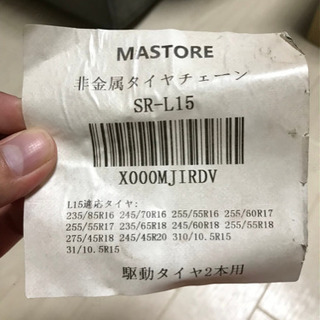 MASTORE
非金属タイヤチェーン
SR-L15
X000MJIRDV
L15適応タイヤ:
235/85R16 245/70R16 255/55R16 255/60R17
255/55R17 235/65R18 245/60R18 255/55R18
275/45R18 245/45R20 310/10.5R15
31/10.5R15
駆動タイヤ2本用